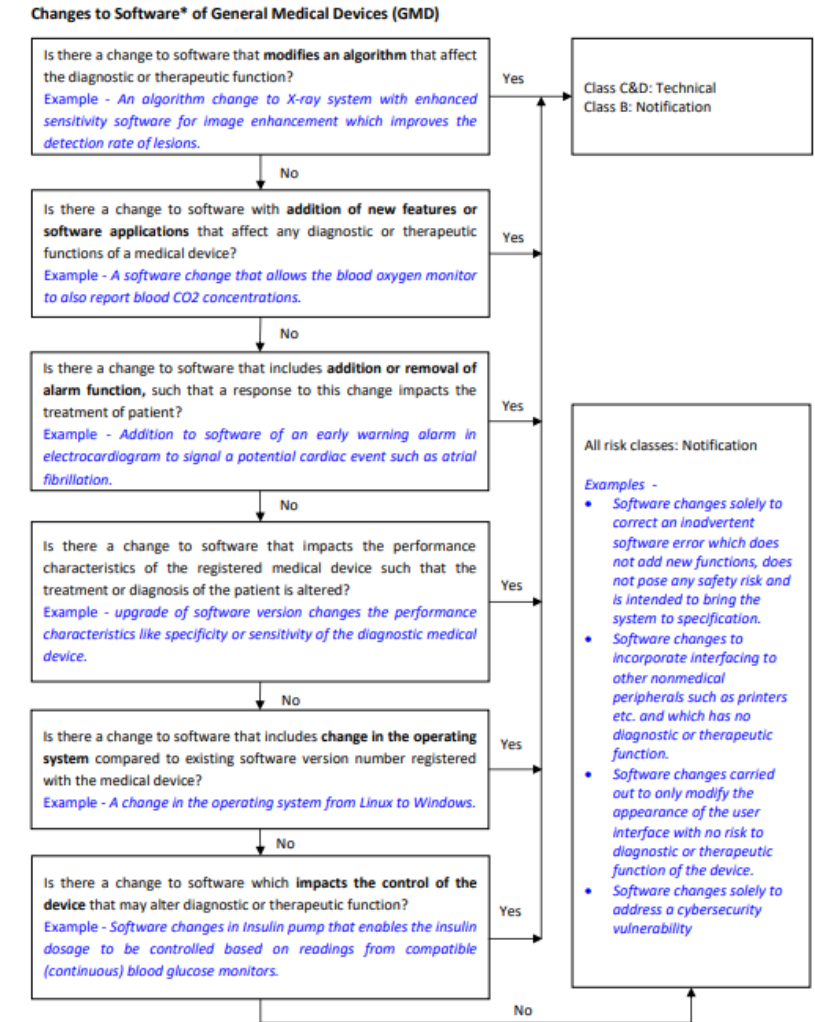 Changes to Software* of General Medical Devices (GMD)
Is there a change to software that modifies an algorithm that affect
the diagnostic or therapeutic function?
Example - An algorithm change to X-ray system with enhanced
sensitivity software for image enhancement which improves the
detection rate of lesions.
Yes
Class C&D: Technical
Class B: Notification
No
Is there a change to software with addition of new features or
software applications that affect any diagnostic or therapeutic
functions of a medical device?
Example - A software change that allows the blood oxygen monitor
to also report blood CO2 concentrations.
Yes
No
Is there a change to software that includes addition or removal of
alarm function, such that a response to this change impacts the
treatment of patient?
Example - Addition to software of an early warning alarm in
electrocardiogram to signal a potential cardiac event such as atrial
fibrillation.
Yes
No
Is there a change to software that impacts the performance
characteristics of the registered medical device such that the
treatment or diagnosis of the patient is altered?
Example - upgrade of software version changes the performance
characteristics like specificity or sensitivity of the diagnostic medical
device.
Yes
No
Is there a change to software that includes change in the operating
system compared to existing software version number registered
with the medical device?
Example - A change in the operating system from Linux to Windows.
Yes
No
Is there a change to software which impacts the control of the
device that may alter diagnostic or therapeutic function?
Example - Software changes in Insulin pump that enables the insulin
dosage to be controlled based on readings from compatible
(continuous) blood glucose monitors.
Yes
No
All risk classes: Notification
Examples -
• Software changes solely to
correct an inadvertent
software error which does
not add new functions, does
not pose any safety risk and
is intended to bring the
system to specification.
• Software changes to
incorporate interfacing to
other nonmedical
peripherals such as printers
etc. and which has no
diagnostic or therapeutic
function.
• Software changes carried
out to only modify the
appearance of the user
interface with no risk to
diagnostic or therapeutic
function of the device.
• Software changes solely to
address a cybersecurity
vulnerability